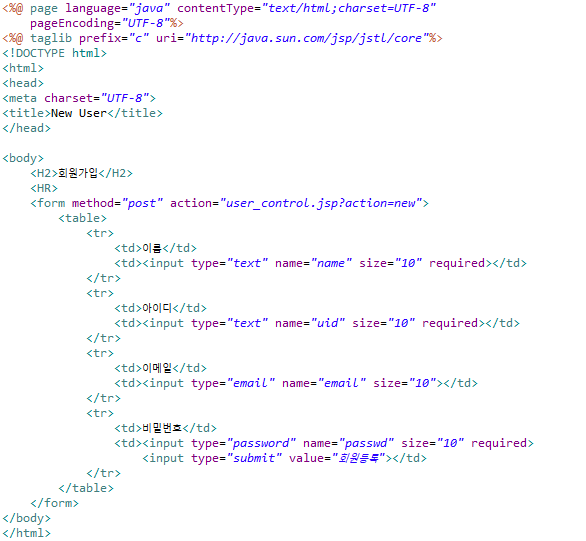 <%@ page language="java" contentType="text/html;charset=UTF-8"
    pageEncoding="UTF-8"%>
<%@ taglib prefix="c" uri="http://java.sun.com/jsp/jstl/core"%>
<!DOCTYPE html>
<html>
<head>
<meta charset="UTF-8">
<title>New User</title>
</head>

<body>
    <H2>회원가입</H2>
    <HR>
    <form method="post" action="user_control.jsp?action=new">
        <table>
            <tr>
                <td>이름</td>
                <td><input type="text" name="name" size="10" required></td>
            </tr>
            <tr>
                <td>아이디</td>
                <td><input type="text" name="uid" size="10" required></td>
            </tr>
            <tr>
                <td>이메일</td>
                <td><input type="email" name="email" size="10"></td>
            </tr>
            <tr>
                <td>비밀번호</td>
                <td><input type="password" name="passwd" size="10" required>
                    <input type="submit" value="회원등록"></td>
            </tr>
        </table>
    </form>
</body>
</html>